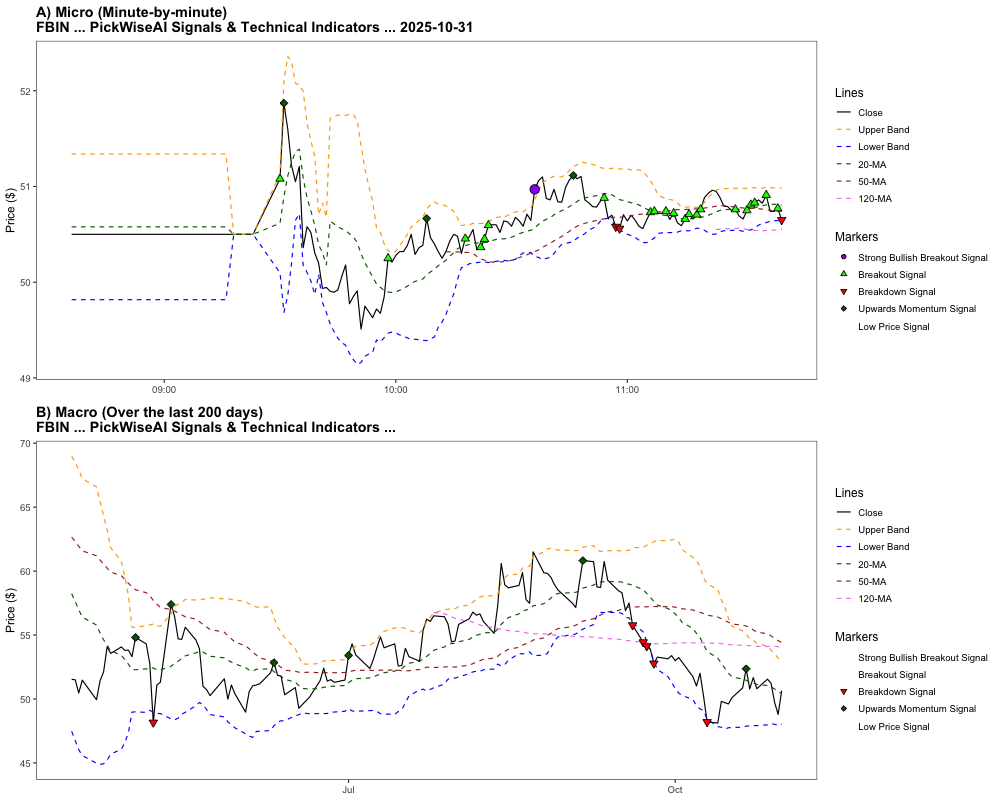 A) Micro (Minute-by-minute)
FBIN ... PickWiseAI Signals & Technical Indicators ... 2025-10-31
Price ($)
52
51
50
49
09:00
10:00
11:00
Lines
Close
Upper Band
Lower Band
20-MA
50-MA
120-MA
Markers
Strong Bullish Breakout Signal
Breakout Signal
Breakdown Signal
Upwards Momentum Signal
Low Price Signal
B) Macro (Over the last 200 days)
FBIN ... PickWiseAI Signals & Technical Indicators ...
Price ($)
70
65
60
55
50
45
Jul
Oct
Lines
Close
Upper Band
Lower Band
20-MA
50-MA
120-MA
Markers
Strong Bullish Breakout Signal
Breakout Signal
Breakdown Signal
Upwards Momentum Signal
Low Price Signal